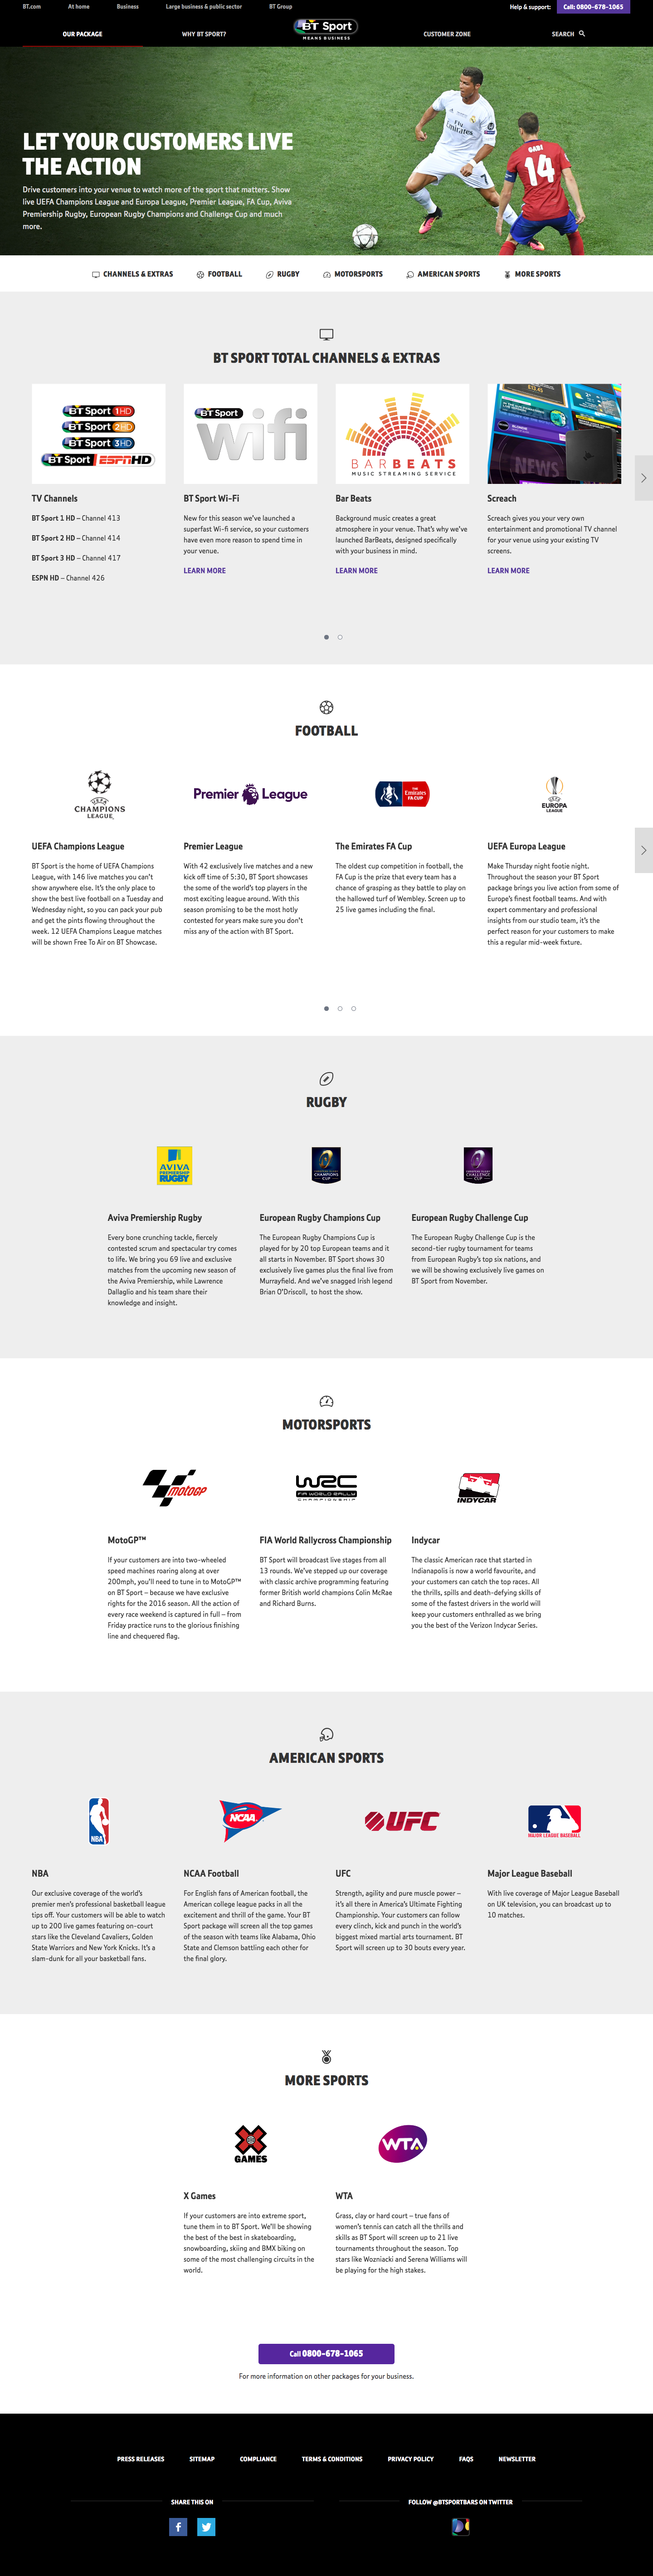 BT.com At home Business Large business & public sector BT Group Help & support: Call: 0800-678-1065
OUR PACKAGE WHY BT SPORT? BT Sport CUSTOMER ZONE SEARCH
MEANS BUSINESS
LET YOUR CUSTOMERS LIVE
THE ACTION
Drive customers into your venue to watch more of the sport that matters. Show
live UEFA Champions League and Europa League, Premier League, FA Cup, Aviva
Premiership Rugby, European Rugby Champions and Challenge Cup and much
more.
Emirates
7
GABI
14
CHANNELS & EXTRAS FOOTBALL RUGBY MOTORSPORTS AMERICAN SPORTS MORE SPORTS
BT SPORT TOTAL CHANNELS & EXTRAS
BT Sport 1HD
BT Sport 2HD
BT Sport 3HD
BT Sport ESPN HD
TV Channels
BT Sport 1 HD – Channel 413
BT Sport 2 HD – Channel 414
BT Sport 3 HD – Channel 417
ESPN HD – Channel 426
BT Sport
wifi
BT Sport Wi-Fi
New for this season we've launched a
superfast Wi-fi service, so your customers
have even more reason to spend time in
your venue.
LEARN MORE
BARBEATS
MUSIC STREAMING SERVICE
Bar Beats
Background music creates a great
atmosphere in your venue. That's why we've
launched BarBeats, designed specifically
with your business in mind.
LEARN MORE
NEWS
Screach
Screach gives you your very own
entertainment and promotional TV channel
for your venue using your existing TV
screens.
LEARN MORE
FOOTBALL
UEFA
CHAMPIONS
LEAGUE
UEFA Champions League
BT Sport is the home of UEFA Champions
League, with 146 live matches you can't
show anywhere else. It's the only place to
show the best live football on a Tuesday and
Wednesday night, so you can pack your pub
and get the pints flowing throughout the
week. 12 UEFA Champions League matches
will be shown Free To Air on BT Showcase.
Premier League
Premier League
With 42 exclusively live matches and a new
kick off time of 5:30, BT Sport showcases
the some of the world's top players in the
most exciting league around. With this
season promising to be the most hotly
contested for years make sure you don't
miss any of the action with BT Sport.
The
Emirates
FA CUP
The Emirates FA Cup
The oldest cup competition in football, the
FA Cup is the prize that every team has a
chance of grasping as they battle to play on
the hallowed turf of Wembley. Screen up to
25 live games including the final.
UEFA
EUROPA
LEAGUE
UEFA Europa League
Make Thursday night footie night.
Throughout the season your BT Sport
package brings you live action from some of
Europe's finest football teams. And with
expert commentary and professional
insights from our studio team, it's the
perfect reason for your customers to make
this a regular mid-week fixture.
RUGBY
AVIVA
PREMIERSHIP
RUGBY
Aviva Premiership Rugby
Every bone crunching tackle, fiercely
contested scrum and spectacular try comes
to life. We bring you 69 live and exclusive
matches from the upcoming new season of
the Aviva Premiership, while Lawrence
Dallaglio and his team share their
knowledge and insight.
CHAMPIONS
CUP
European Rugby Champions Cup
The European Rugby Champions Cup is
played for by 20 top European teams and it
all starts in November. BT Sport shows 30
exclusively live games plus the final live from
Murrayfield. And we've snagged Irish legend
Brian O'Driscoll, to host the show.
CHALLENGE
CUP
European Rugby Challenge Cup
The European Rugby Challenge Cup is the
second-tier rugby tournament for teams
from European Rugby's top six nations, and
we will be showing exclusively live games on
BT Sport from November.
MOTORSPORTS
motoGP
MotoGP™
If your customers are into two-wheeled
speed machines roaring along at over
200mph, you'll need to tune in to MotoGP™
on BT Sport – because we have exclusive
rights for the 2016 season. All the action of
every race weekend is captured in full – from
Friday practice runs to the glorious finishing
line and chequered flag.
WRC
FIA WORLD RALLY
CHAMPIONSHIP
FIA World Rallycross Championship
BT Sport will broadcast live stages from all
13 rounds. We've stepped up our coverage
with classic archive programming featuring
former British world champions Colin McRae
and Richard Burns.
INDYCAR
Indycar
The classic American race that started in
Indianapolis is now a world favourite, and
your customers can catch the top races. All
the thrills, spills and death-defying skills of
some of the fastest drivers in the world will
keep your customers enthralled as we bring
you the best of the Verizon Indycar Series.
AMERICAN SPORTS
NBA
NBA
Our exclusive coverage of the world's
premier men's professional basketball league
tips off. Your customers will be able to watch
up to 200 live games featuring on-court
stars like the Cleveland Cavaliers, Golden
State Warriors and New York Knicks. It's a
slam-dunk for all your basketball fans.
NCAA
NCAA Football
For English fans of American football, the
American college league packs in all the
excitement and thrill of the game. Your BT
Sport package will screen all the top games
of the season with teams like Alabama, Ohio
State and Clemson battling each other for
the final glory.
UFC
UFC
Strength, agility and pure muscle power –
it's all there in America's Ultimate Fighting
Championship. Your customers can follow
every clinch, kick and punch in the world's
biggest mixed martial arts tournament. BT
Sport will screen up to 30 bouts every year.
MAJOR LEAGUE BASEBALL
Major League Baseball
With live coverage of Major League Baseball
on UK television, you can broadcast up to
10 matches.
MORE SPORTS
X
GAMES
X Games
If your customers are into extreme sport,
tune them in to BT Sport. We'll be showing
the best of the best in skateboarding,
snowboarding, skiing and BMX biking on
some of the most challenging circuits in the
world.
WTA
WTA
Grass, clay or hard court – true fans of
women's tennis can catch all the thrills and
skills as BT Sport will screen up to 21 live
tournaments throughout the season. Top
stars like Wozniacki and Serena Williams will
be playing for the high stakes.
Call 0800-678-1065
For more information on other packages for your business.
PRESS RELEASES SITEMAP COMPLIANCE TERMS & CONDITIONS PRIVACY POLICY FAQS NEWSLETTER
SHARE THIS ON FOLLOW @BTSPORTBARS ON TWITTER